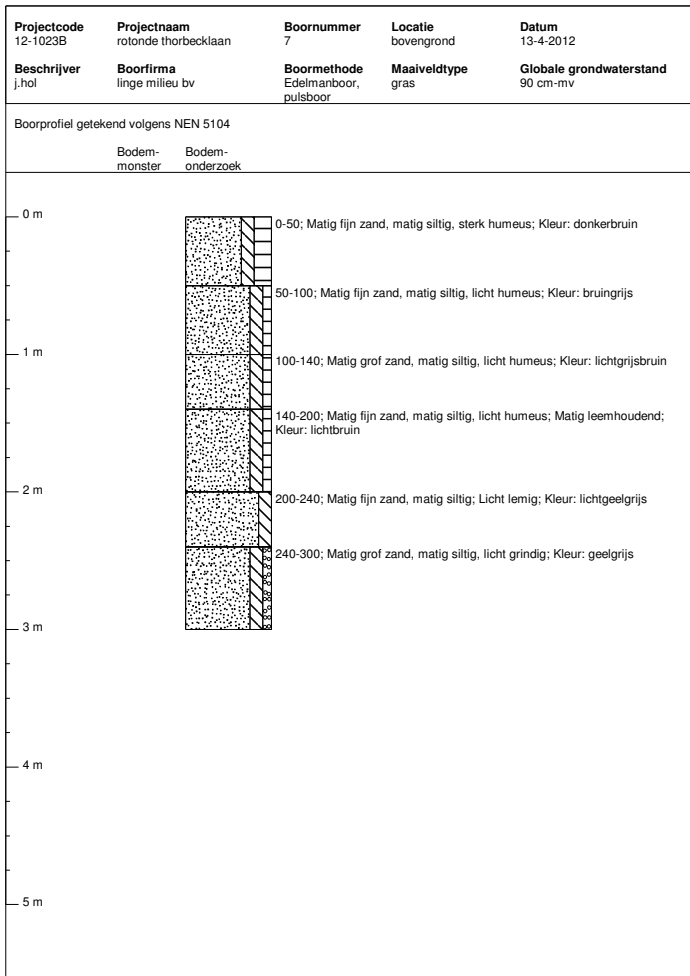 Projectcode Projectnaam Boornummer Locatie Datum
12-1023B rotonde thorbecklaan 7 bovengrond 13-4-2012
Beschrijver Boorfirma Boormethode Maaiveldtype Globale grondwaterstand
j.hol linge milieu bv Edelmanboor, gras 90 cm-mv
pulsboor
Boorprofiel getekend volgens NEN 5104
Bodem- Bodem-
monster onderzoek
0 m
0-50; Matig fijn zand, matig siltig, sterk humeus; Kleur: donkerbruin
50-100; Matig fijn zand, matig siltig, licht humeus; Kleur: bruingrijs
1 m
100-140; Matig grof zand, matig siltig, licht humeus; Kleur: lichtgrijsbruin
140-200; Matig fijn zand, matig siltig, licht humeus; Matig leemhoudend;
Kleur: lichtbruin
2 m
200-240; Matig fijn zand, matig siltig; Licht lemig; Kleur: lichtgeelgrijs
240-300; Matig grof zand, matig siltig, licht grindig; Kleur: geelgrijs
3 m
4 m
5 m